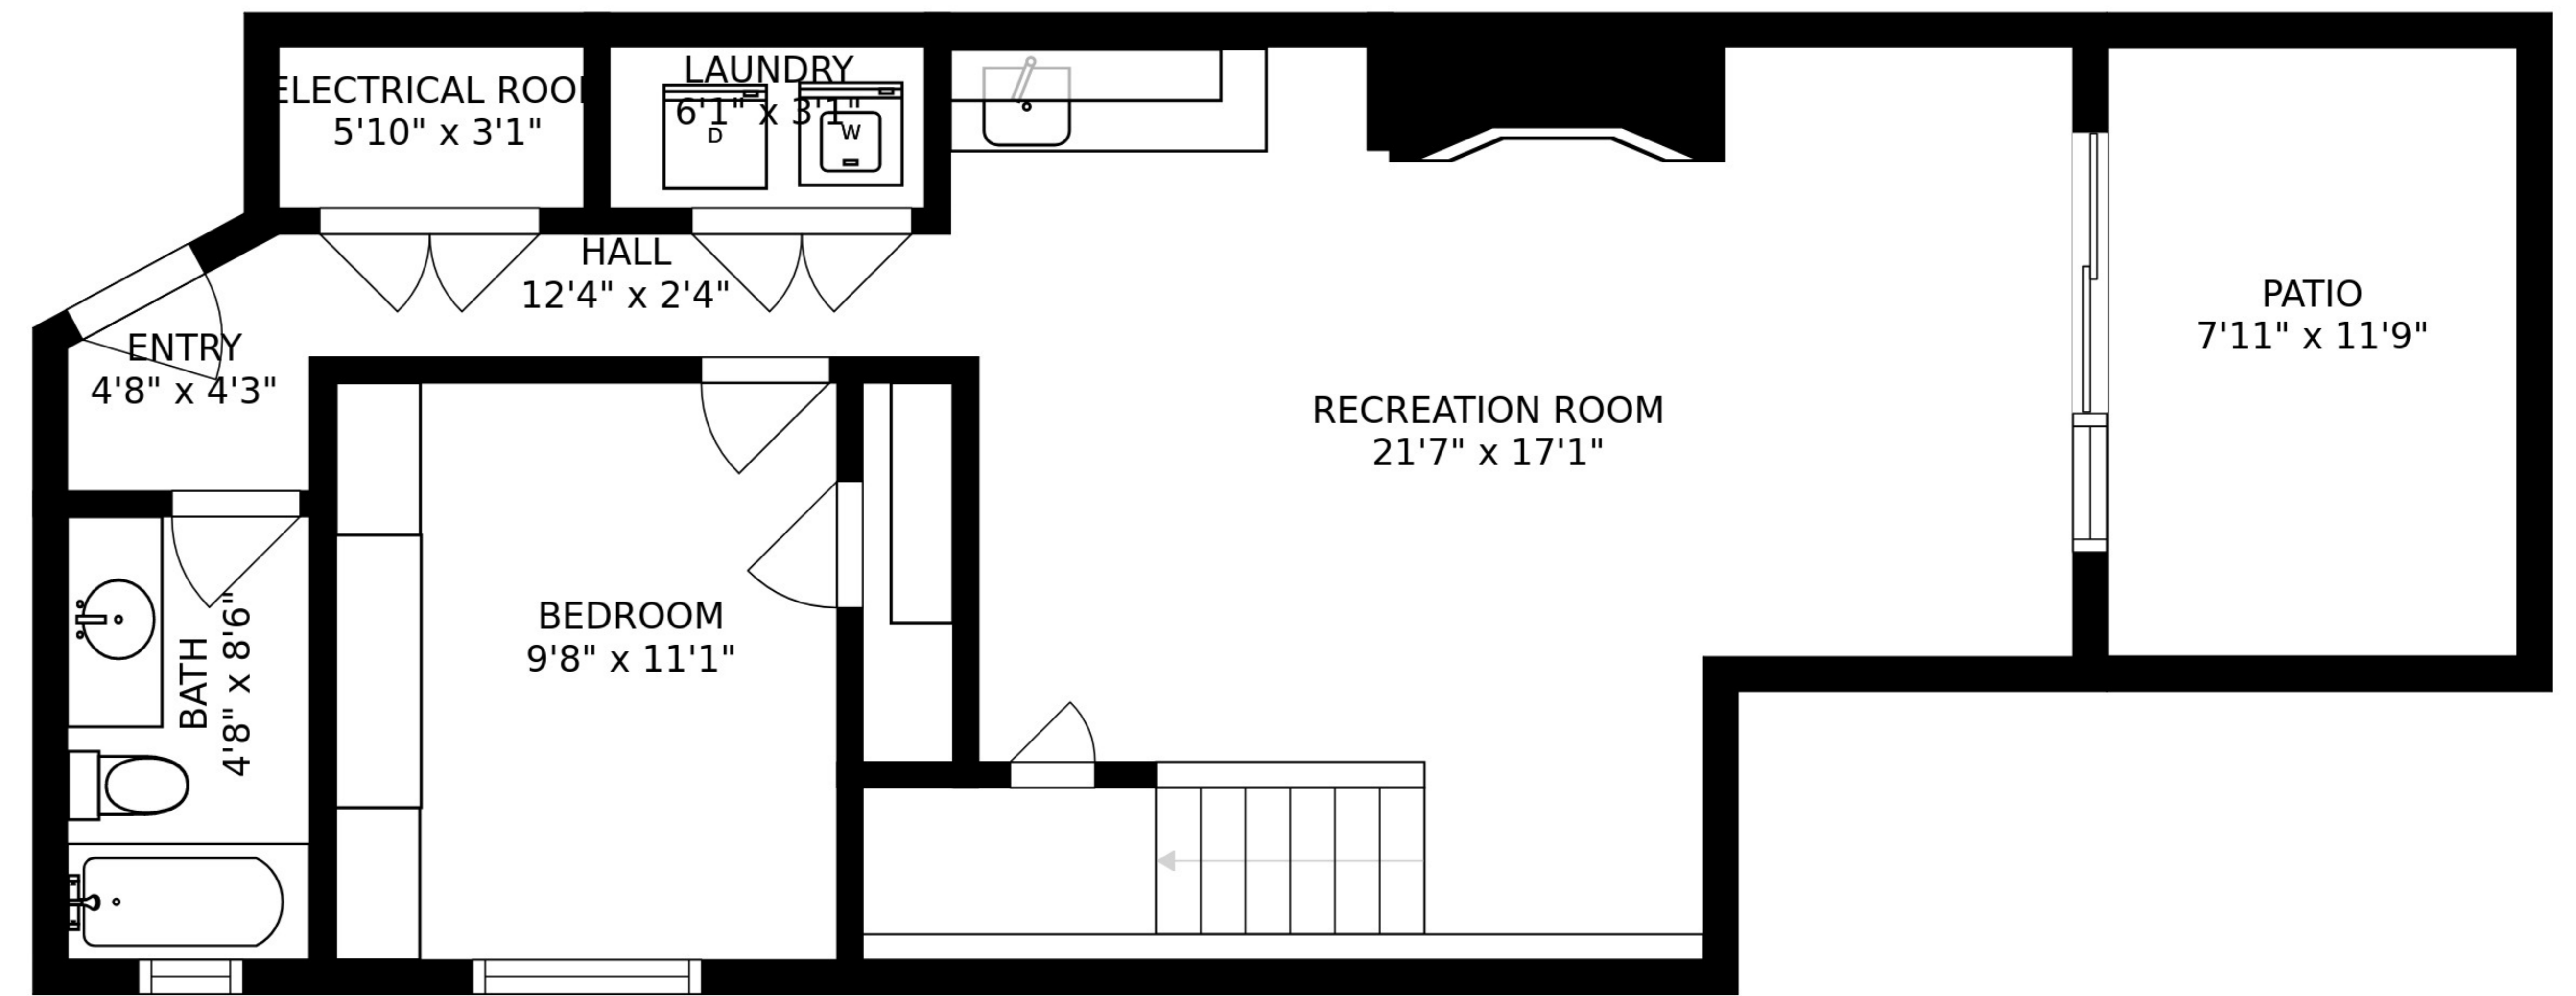 ELECTRICAL ROO
5'10" x 3'1"
LAUNDRY
6'1" x 3'1"
D
W
HALL
12'4" x 2'4"
ENTRY
4'8" x 4'3"
PATIO
7'11" x 11'9"
RECREATION ROOM
21'7" x 17'1"
BEDROOM
9'8" x 11'1"
BATH
4'8" x 8'6"